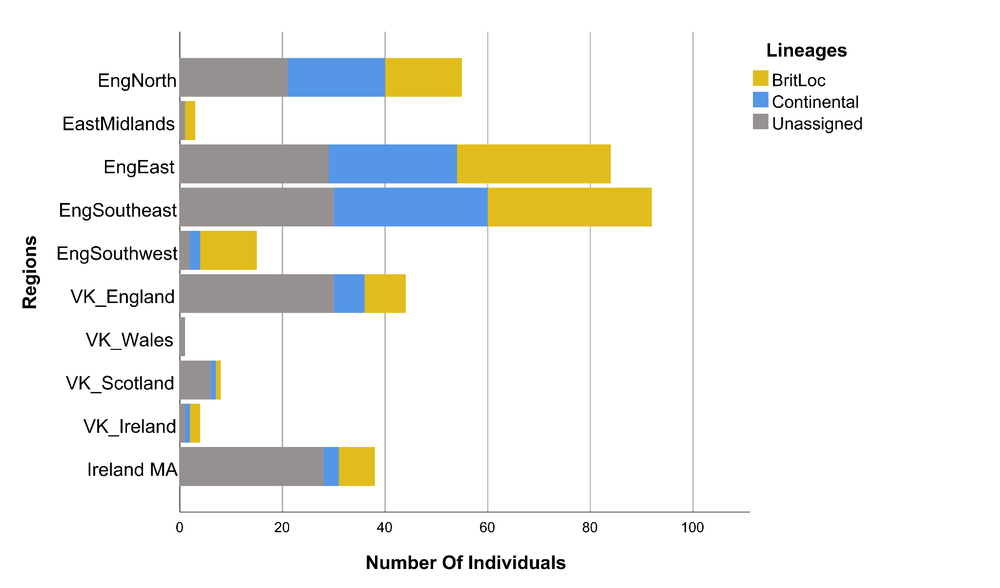 Lineages
BritLoc
Continental
Unassigned
Regions
EngNorth
EastMidlands
EngEast
EngSoutheast
EngSouthwest
VK_England
VK_Wales
VK_Scotland
VK_Ireland
Ireland MA
0 20 40 60 80 100
Number Of Individuals